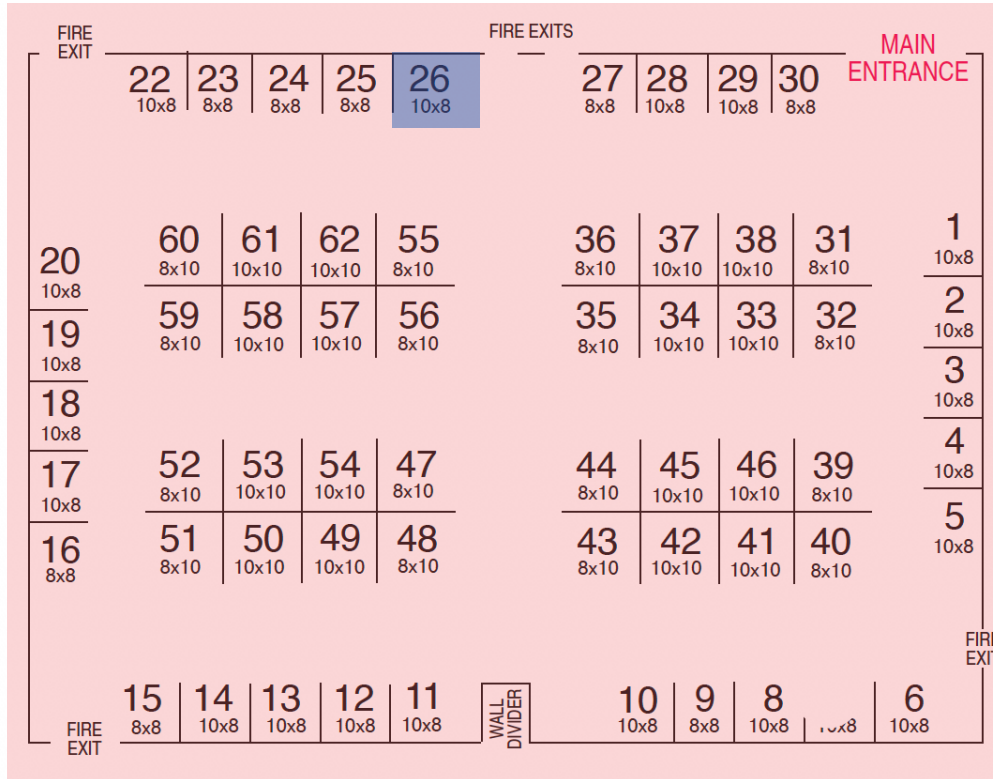 FIRE EXIT
FIRE EXITS
MAIN ENTRANCE
22 23 24 25 26 27 28 29 30
10x8 8x8 8x8 8x8 10x8 8x8 10x8 10x8 8x8
60 61 62 55 36 37 38 31 1
8x10 10x10 10x10 8x10 8x10 10x10 10x10 8x10 10x8
20
10x8
59 58 57 56 35 34 33 32 2
8x10 10x10 10x10 8x10 8x10 10x10 10x10 8x10 10x8
19
10x8
3
10x8
18
10x8
52 53 54 47 44 45 46 39 4
8x10 10x10 10x10 8x10 8x10 10x10 10x10 8x10 10x8
17
10x8
51 50 49 48 43 42 41 40 5
8x10 10x10 10x10 8x10 8x10 10x10 10x10 8x10 10x8
16
8x8
15 14 13 12 11 WALL DIVIDER 10 9 8 6
8x8 10x8 10x8 10x8 10x8 10x8 8x8 10x8 10x8
FIRE EXIT